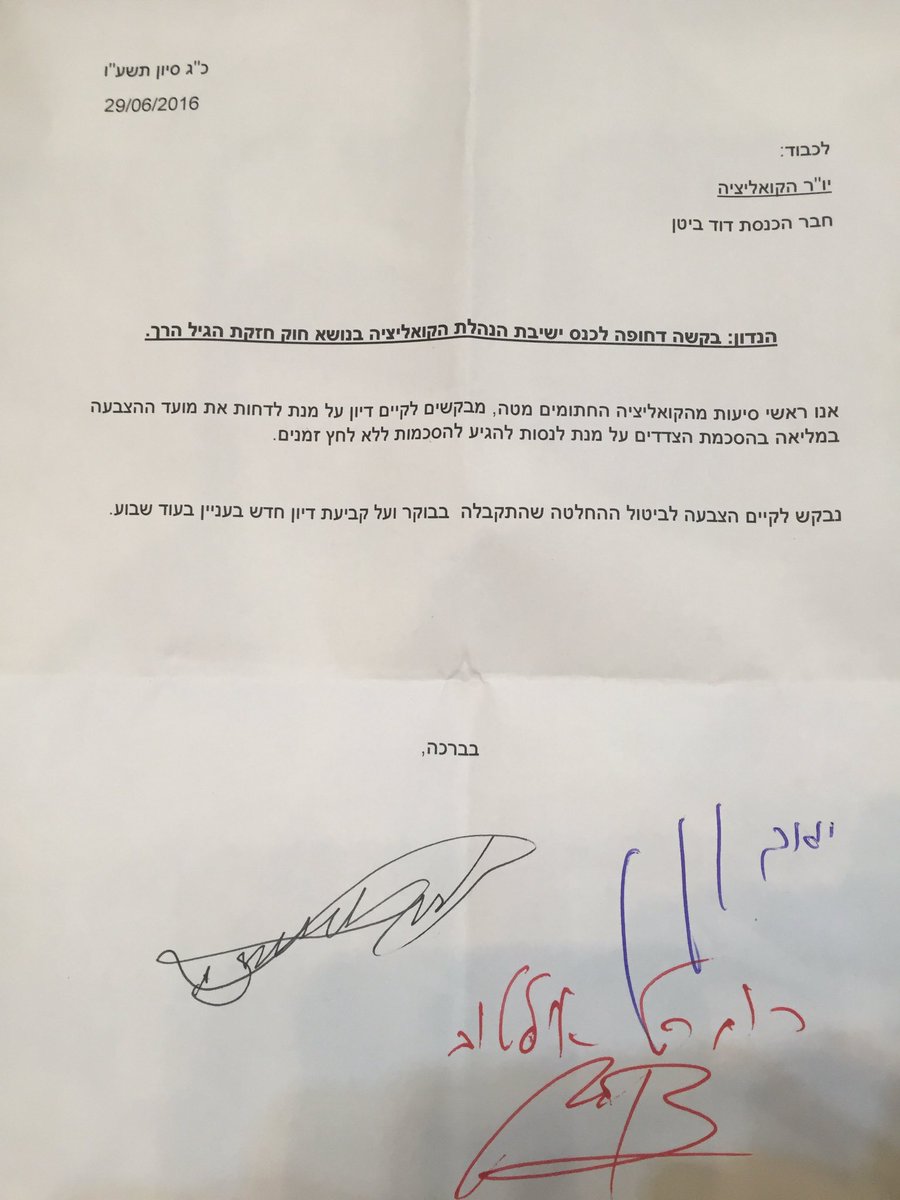 כ"ג סיון תשע"ו
29/06/2016
לכבוד:
יו"ר הקואליציה
חבר הכנסת דוד ביטן
הנדון: בקשה דחופה לכנס ישיבת הנהלת הקואליציה בנושא חוק חזקת הגיל הרך.
אנו ראשי סיעות מהקואליציה החתומים מטה, מבקשים לקיים דיון על מנת לדחות את מועד ההצבעה
במליאה בהסכמת הצדדים על מנת לנסות להגיע להסכמות ללא לחץ זמנים.
נבקש לקיים הצבעה לביטול ההחלטה שהתקבלה בבוקר ועל קביעת דיון חדש בעניין בעוד שבוע.
בברכה,